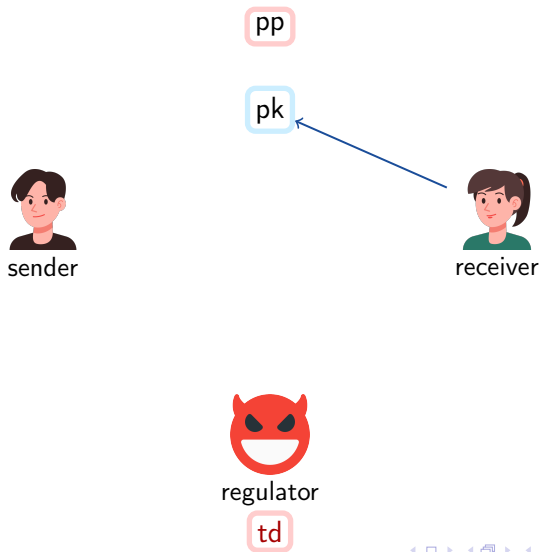 pp
pk
sender
receiver
regulator
td